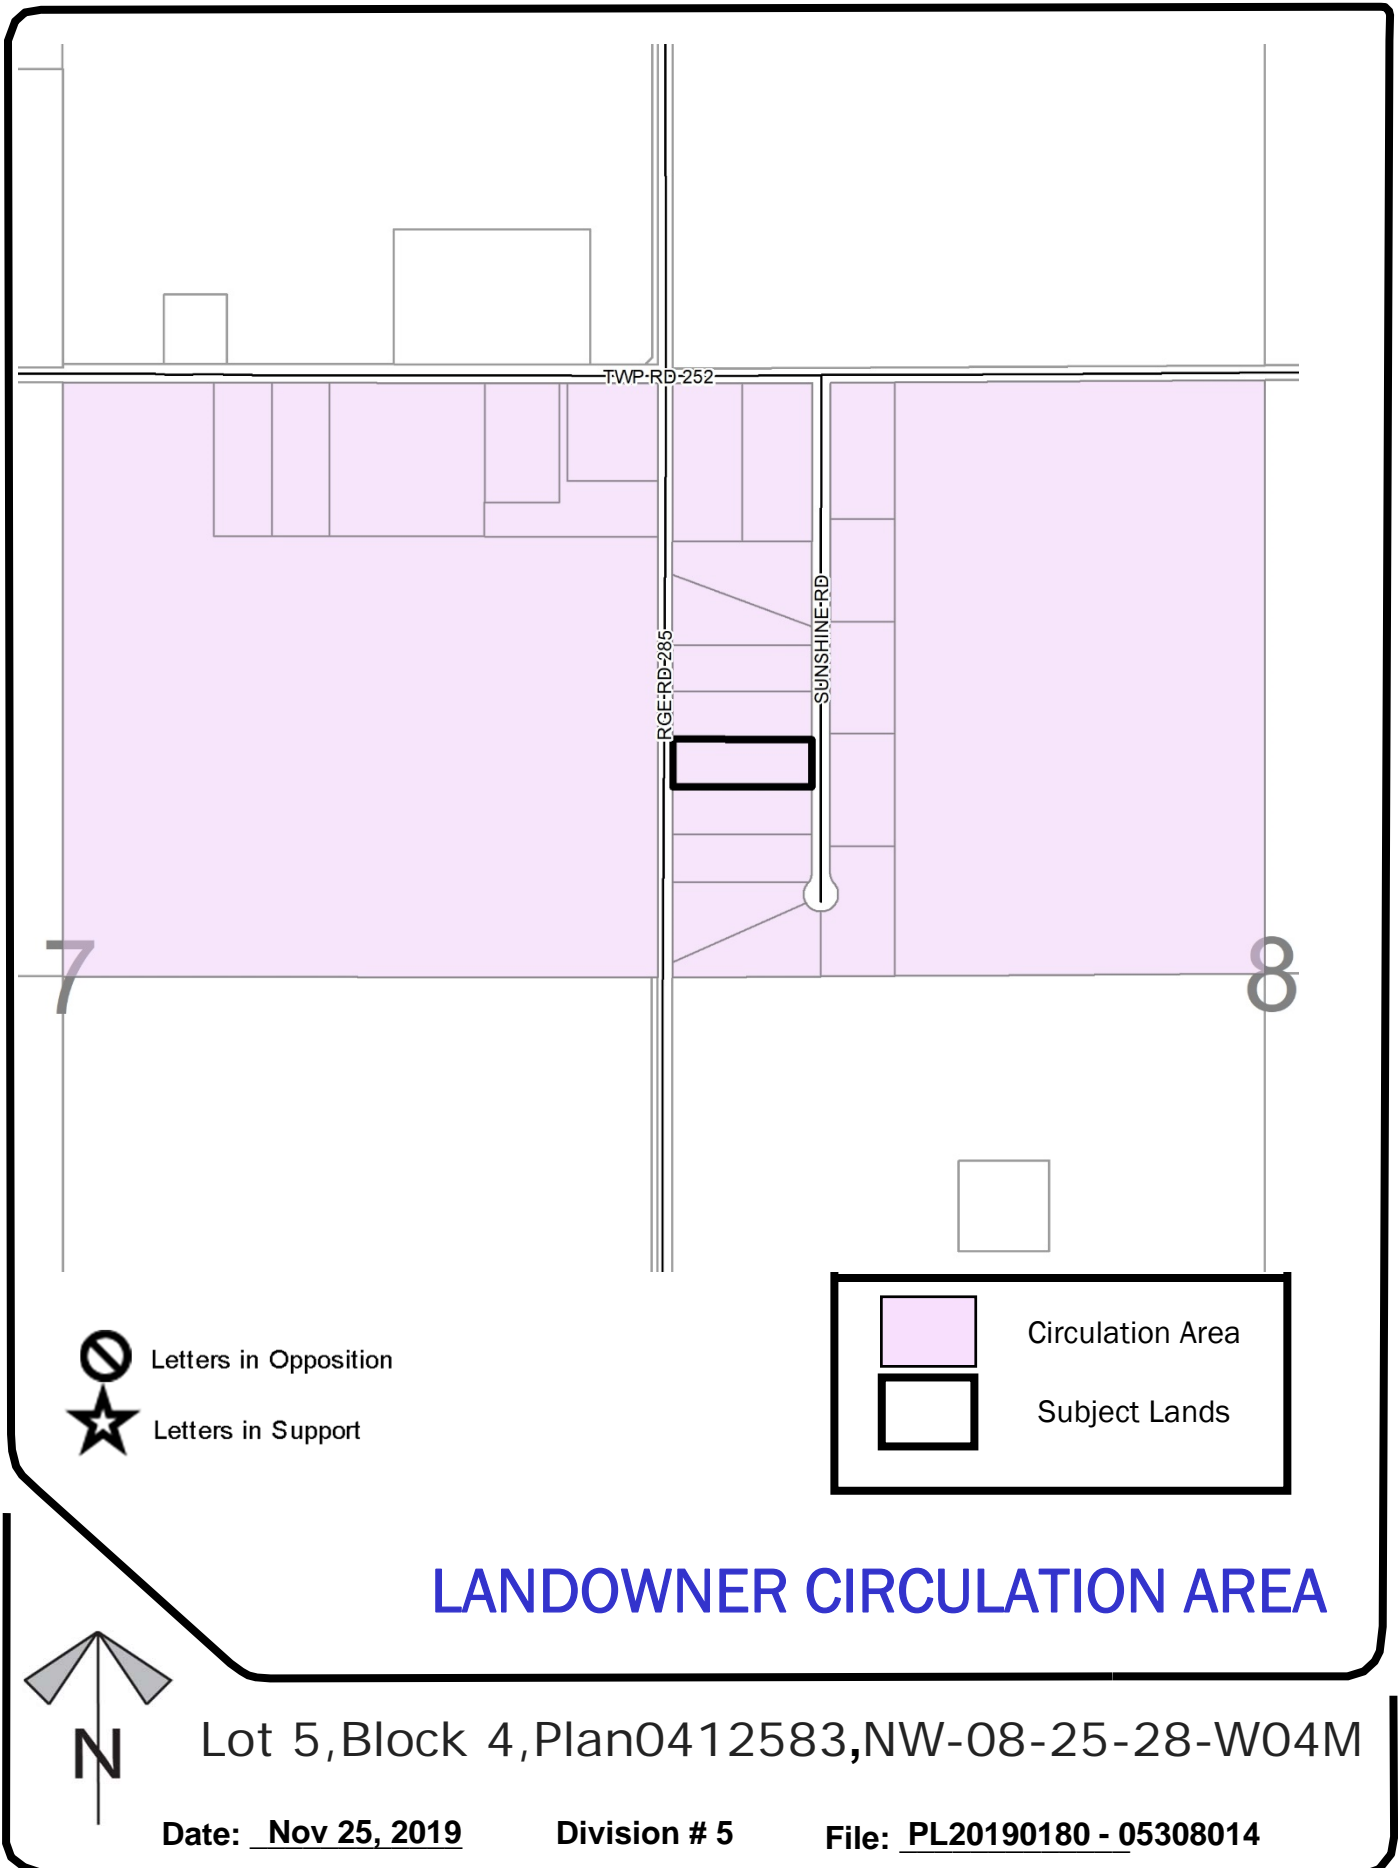 TWP RD 252
RGE RD 285
SUNSHINE RD
7
8
Circulation Area
Subject Lands
Letters in Opposition
Letters in Support
LANDOWNER CIRCULATION AREA
N
Lot 5,Block 4,Plan0412583,NW-08-25-28-W04M
Date: Nov 25, 2019 Division # 5 File: PL20190180 - 05308014